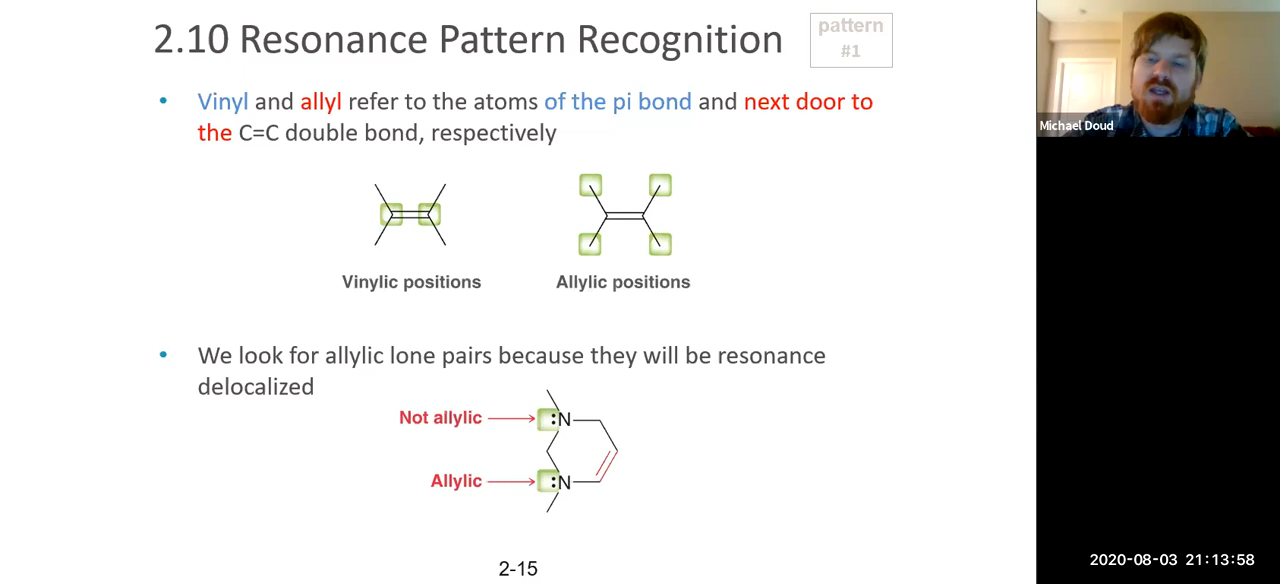 2.10 Resonance Pattern Recognition
pattern
#1
• Vinyl and allyl refer to the atoms of the pi bond and next door to
the C=C double bond, respectively
Vinylic positions
Allylic positions
• We look for allylic lone pairs because they will be resonance
delocalized
Not allylic
:N
Allylic
:N
2-15
Michael Doud
2020-08-03 21:13:58